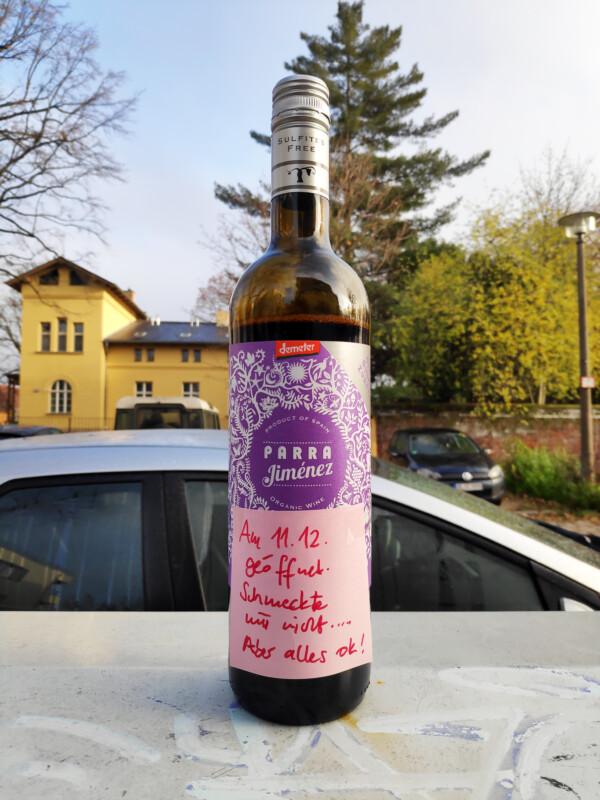 SULFITES
FREE
demeter
PRODUCT OF SPAIN
PARRA
Jiménez
ORGANIC WINE
Am 11.12.
geöffnet.
Schmeckte
mir nicht....
Aber alles ok!